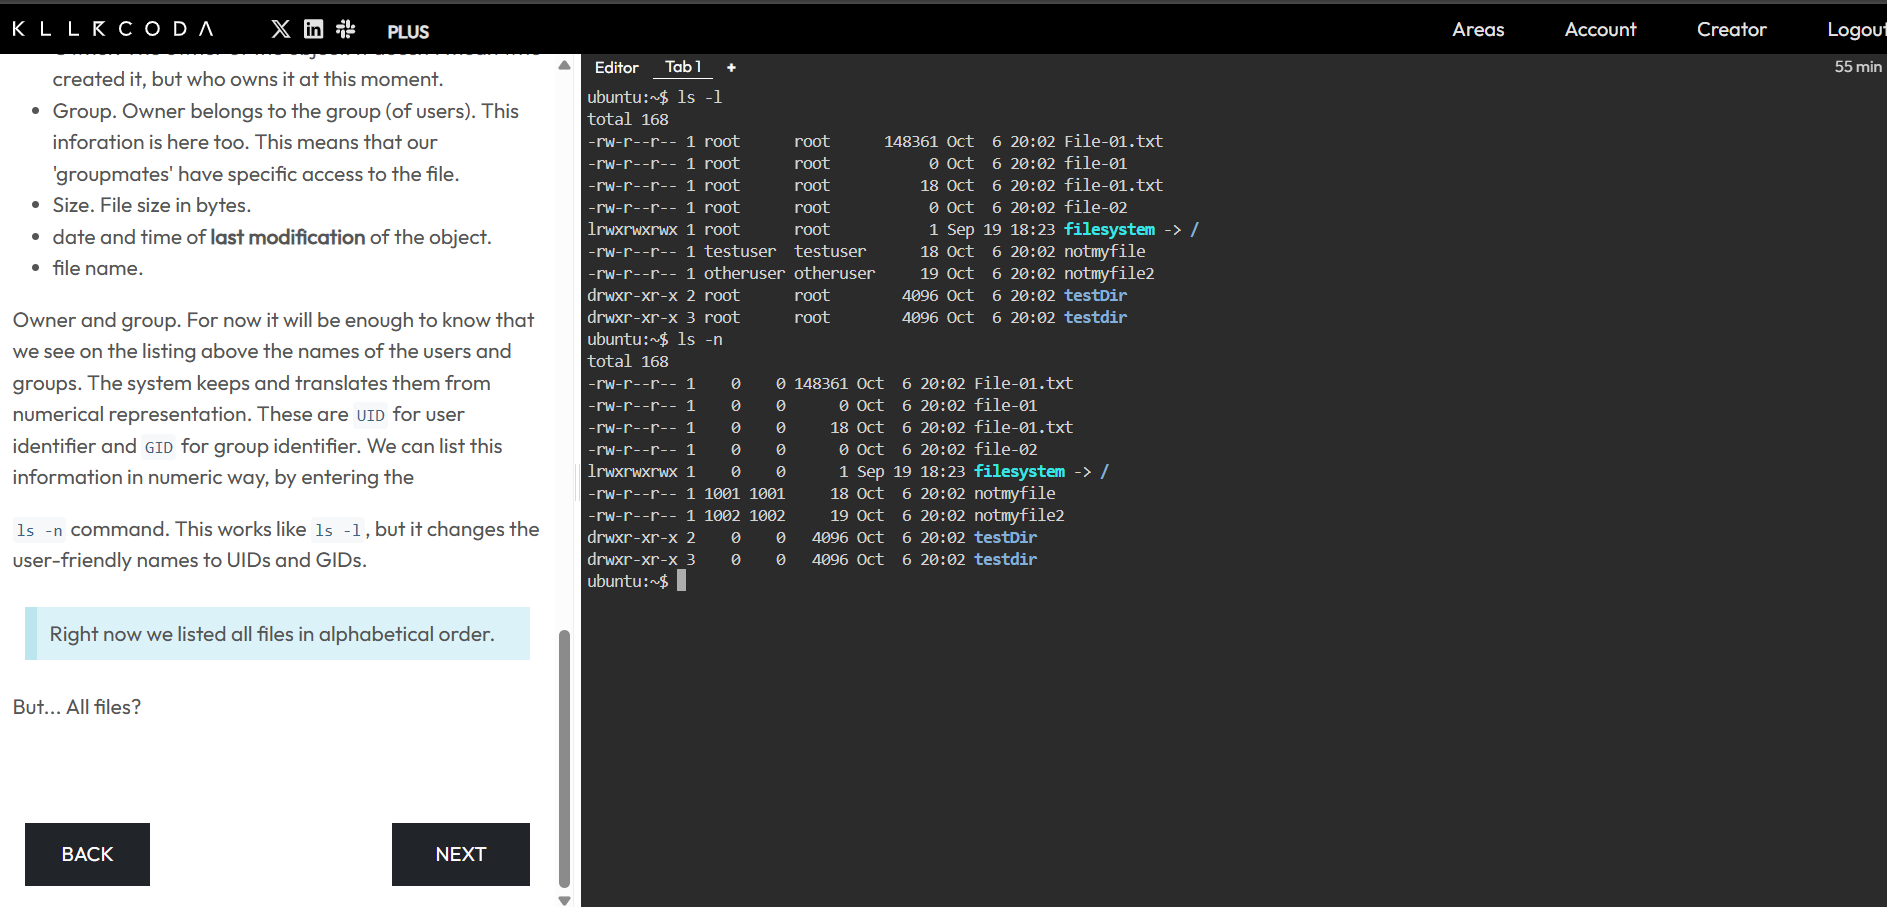 KLLRCODA PLUS Areas Account Creator Logout
created it, but who owns it at this moment.
Group. Owner belongs to the group (of users). This
inforation is here too. This means that our
'groupmates' have specific access to the file.
Size. File size in bytes.
date and time of last modification of the object.
file name.
Owner and group. For now it will be enough to know that
we see on the listing above the names of the users and
groups. The system keeps and translates them from
numerical representation. These are UID for user
identifier and GID for group identifier. We can list this
information in numeric way, by entering the
ls -n command. This works like ls -l, but it changes the
user-friendly names to UIDs and GIDs.
Right now we listed all files in alphabetical order.
But... All files?
BACK NEXT
Editor Tab 1 + 55 min
ubuntu:~$ ls -l
total 168
-rw-r--r-- 1 root      root      148361 Oct  6 20:02 File-01.txt
-rw-r--r-- 1 root      root           0 Oct  6 20:02 file-01
-rw-r--r-- 1 root      root          18 Oct  6 20:02 file-01.txt
-rw-r--r-- 1 root      root           0 Oct  6 20:02 file-02
lrwxrwxrwx 1 root      root           1 Sep 19 18:23 filesystem -> /
-rw-r--r-- 1 testuser  testuser      18 Oct  6 20:02 notmyfile
-rw-r--r-- 1 otheruser otheruser     19 Oct  6 20:02 notmyfile2
drwxr-xr-x 2 root      root        4096 Oct  6 20:02 testDir
drwxr-xr-x 3 root      root        4096 Oct  6 20:02 testdir
ubuntu:~$ ls -n
total 168
-rw-r--r-- 1    0    0 148361 Oct  6 20:02 File-01.txt
-rw-r--r-- 1    0    0      0 Oct  6 20:02 file-01
-rw-r--r-- 1    0    0     18 Oct  6 20:02 file-01.txt
-rw-r--r-- 1    0    0      0 Oct  6 20:02 file-02
lrwxrwxrwx 1    0    0      1 Sep 19 18:23 filesystem -> /
-rw-r--r-- 1 1001 1001     18 Oct  6 20:02 notmyfile
-rw-r--r-- 1 1002 1002     19 Oct  6 20:02 notmyfile2
drwxr-xr-x 2    0    0   4096 Oct  6 20:02 testDir
drwxr-xr-x 3    0    0   4096 Oct  6 20:02 testdir
ubuntu:~$